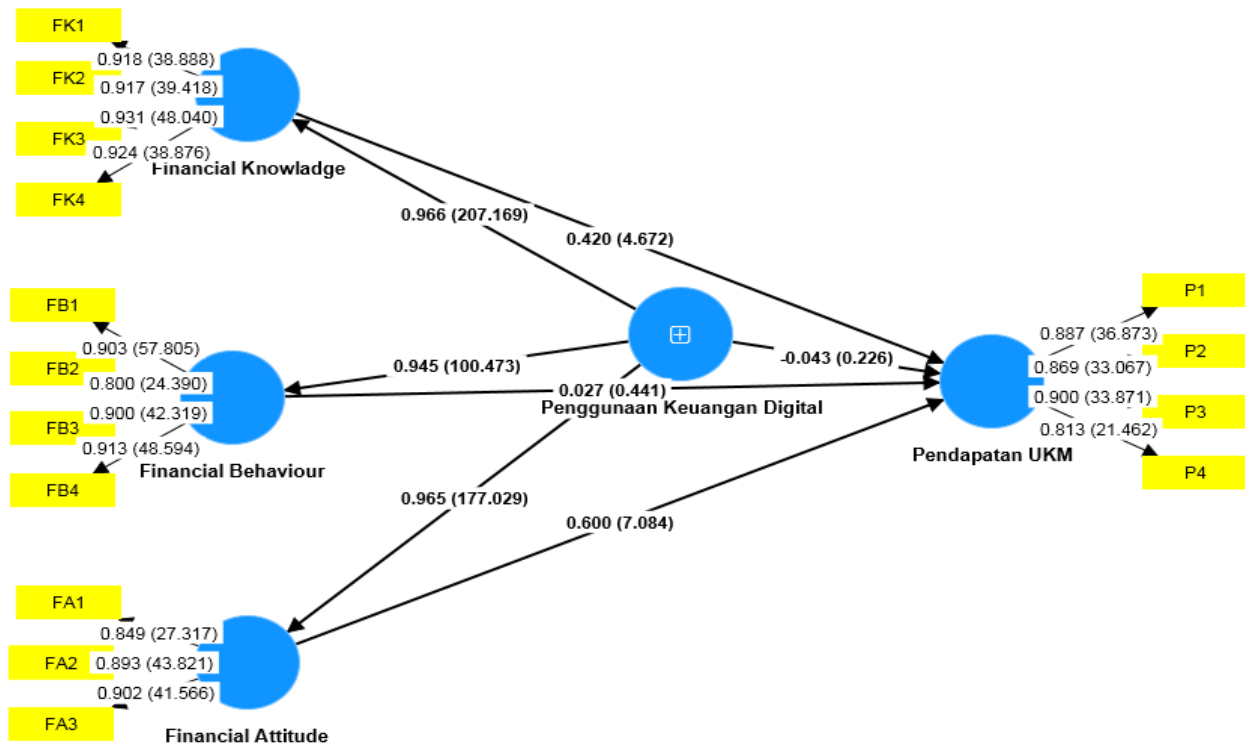 FK1
0.918 (38.888)
FK2
0.917 (39.418)
0.931 (48.040)
FK3
0.924 (38.876)
Financial Knowladge
FK4
0.966 (207.169)
0.420 (4.672)
FB1
0.903 (57.805)
FB2
0.800 (24.390)
0.900 (42.319)
FB3
0.913 (48.594)
Financial Behaviour
FB4
0.945 (100.473)
-0.043 (0.226)
0.027 (0.441)
Penggunaan Keuangan Digital
P1
0.887 (36.873)
P2
0.869 (33.067)
0.900 (33.871)
P3
0.813 (21.462)
Pendapatan UKM
P4
0.965 (177.029)
0.600 (7.084)
FA1
0.849 (27.317)
FA2
0.893 (43.821)
0.902 (41.566)
FA3
Financial Attitude